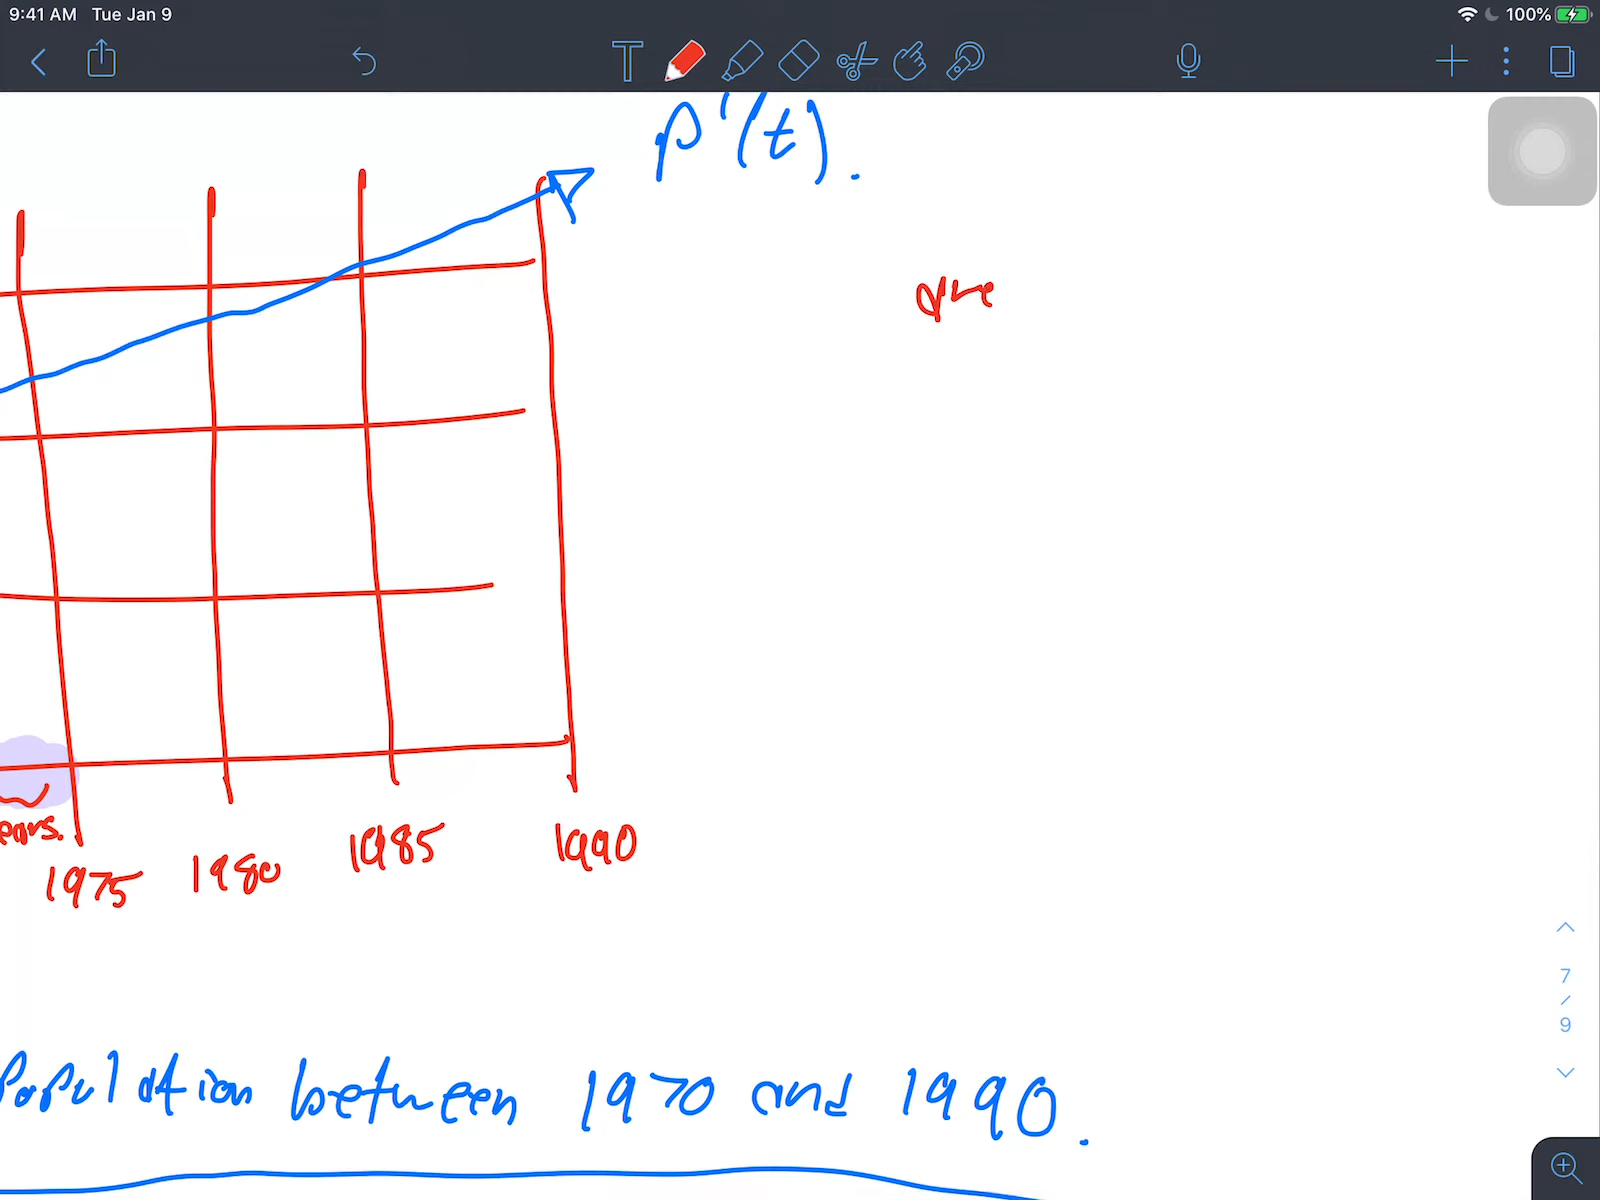 9:41 AM Tue Jan 9
100%
p'(t).
are
ears.
1975 1980 1985 1990
7
/
9
Population between 1970 and 1990.